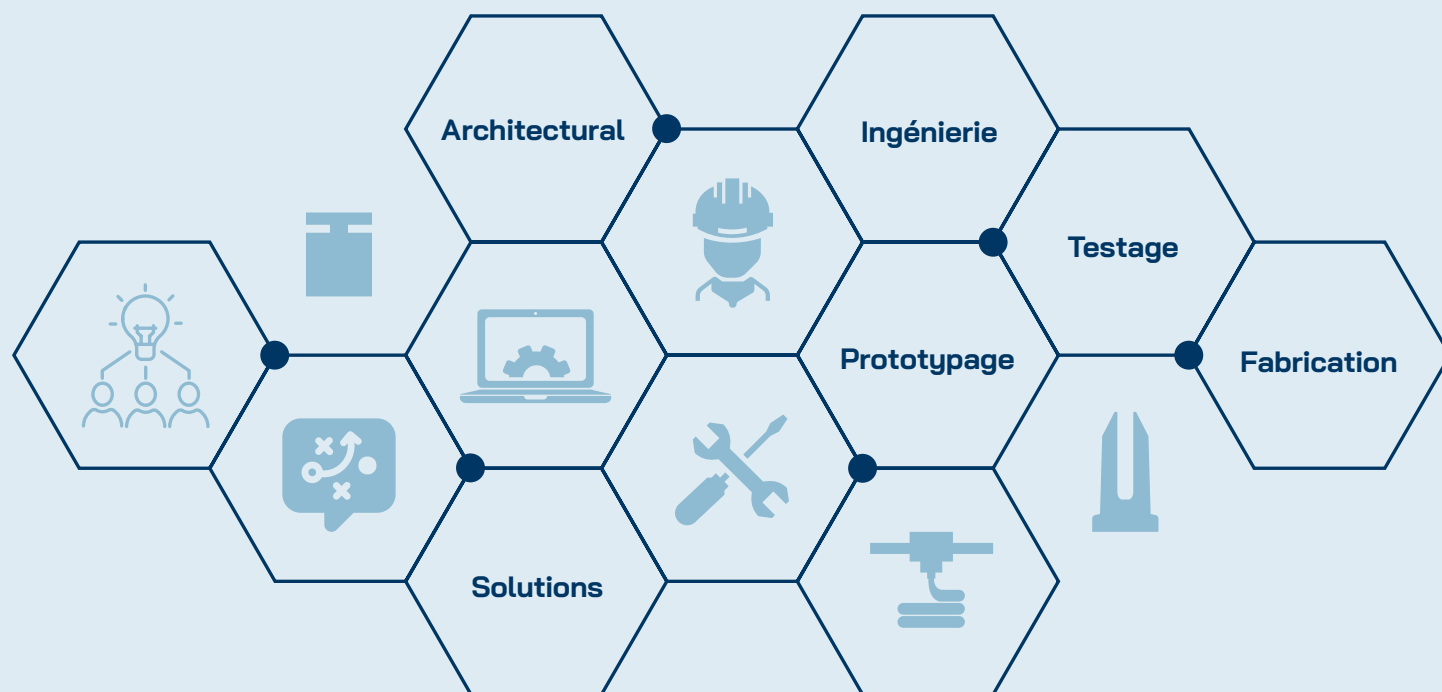 Architectural
Ingénierie
Testage
Prototypage
Fabrication
Solutions